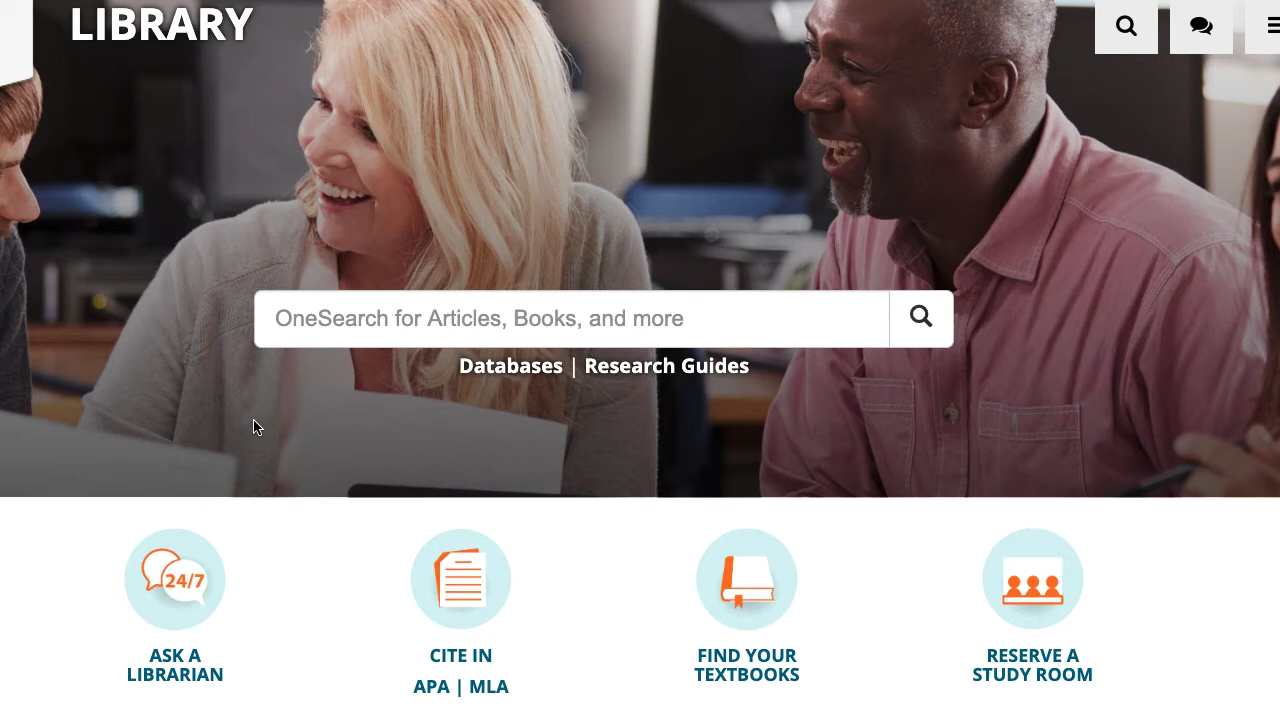 LIBRARY
OneSearch for Articles, Books, and more
Databases | Research Guides
24/7
ASK A
LIBRARIAN
CITE IN
APA | MLA
FIND YOUR
TEXTBOOKS
RESERVE A
STUDY ROOM